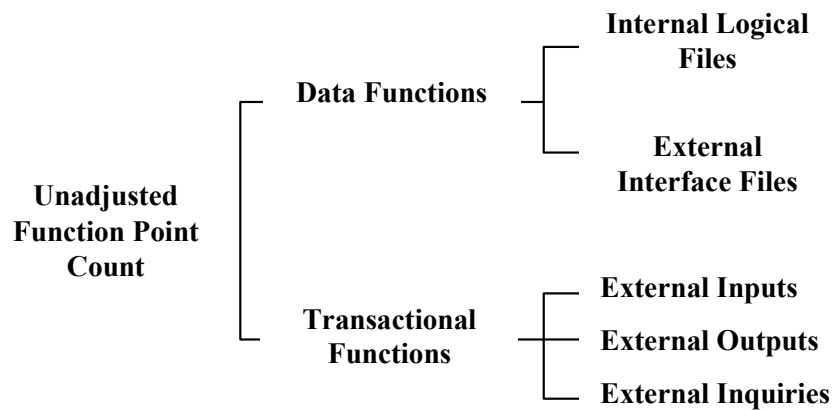 Unadjusted
Function Point
Count
Data Functions
Internal Logical
Files
External
Interface Files
Transactional
Functions
External Inputs
External Outputs
External Inquiries